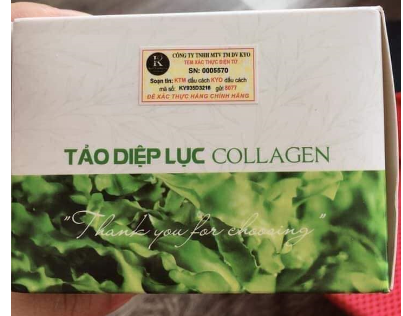 K
CÔNG TY TNHH MTV TM DV KYO
TEM XÁC THỰC ĐIỆN TỬ
SN: 0005570
Soạn tin: KTM dấu cách KYO dấu cách
mã số: KY935D3218 gửi 8077
ĐỂ XÁC THỰC HÀNG CHÍNH HÃNG
TẢO DIỆP LỤC COLLAGEN
"Thank you for choosing"